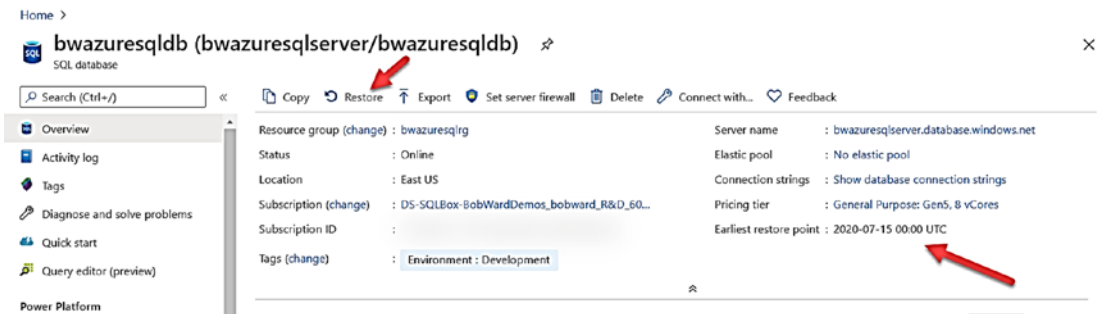 Home >
SQL
bwazuresqldb (bwazuresqlserver/bwazuresqldb)
SQL database
Search (Ctrl+/)
«
Copy Restore Export Set server firewall Delete Connect with... Feedback
Overview
Activity log
Tags
Diagnose and solve problems
Quick start
Query editor (preview)
Power Platform
Resource group (change) : bwazuresqlrg
Status : Online
Location : East US
Subscription (change) : DS-SQLBox-BobWardDemos_bobward_R&D_60...
Subscription ID :
Tags (change) : Environment : Development
Server name : bwazuresqlserver.database.windows.net
Elastic pool : No elastic pool
Connection strings : Show database connection strings
Pricing tier : General Purpose: Gen5, 8 vCores
Earliest restore point : 2020-07-15 00:00 UTC